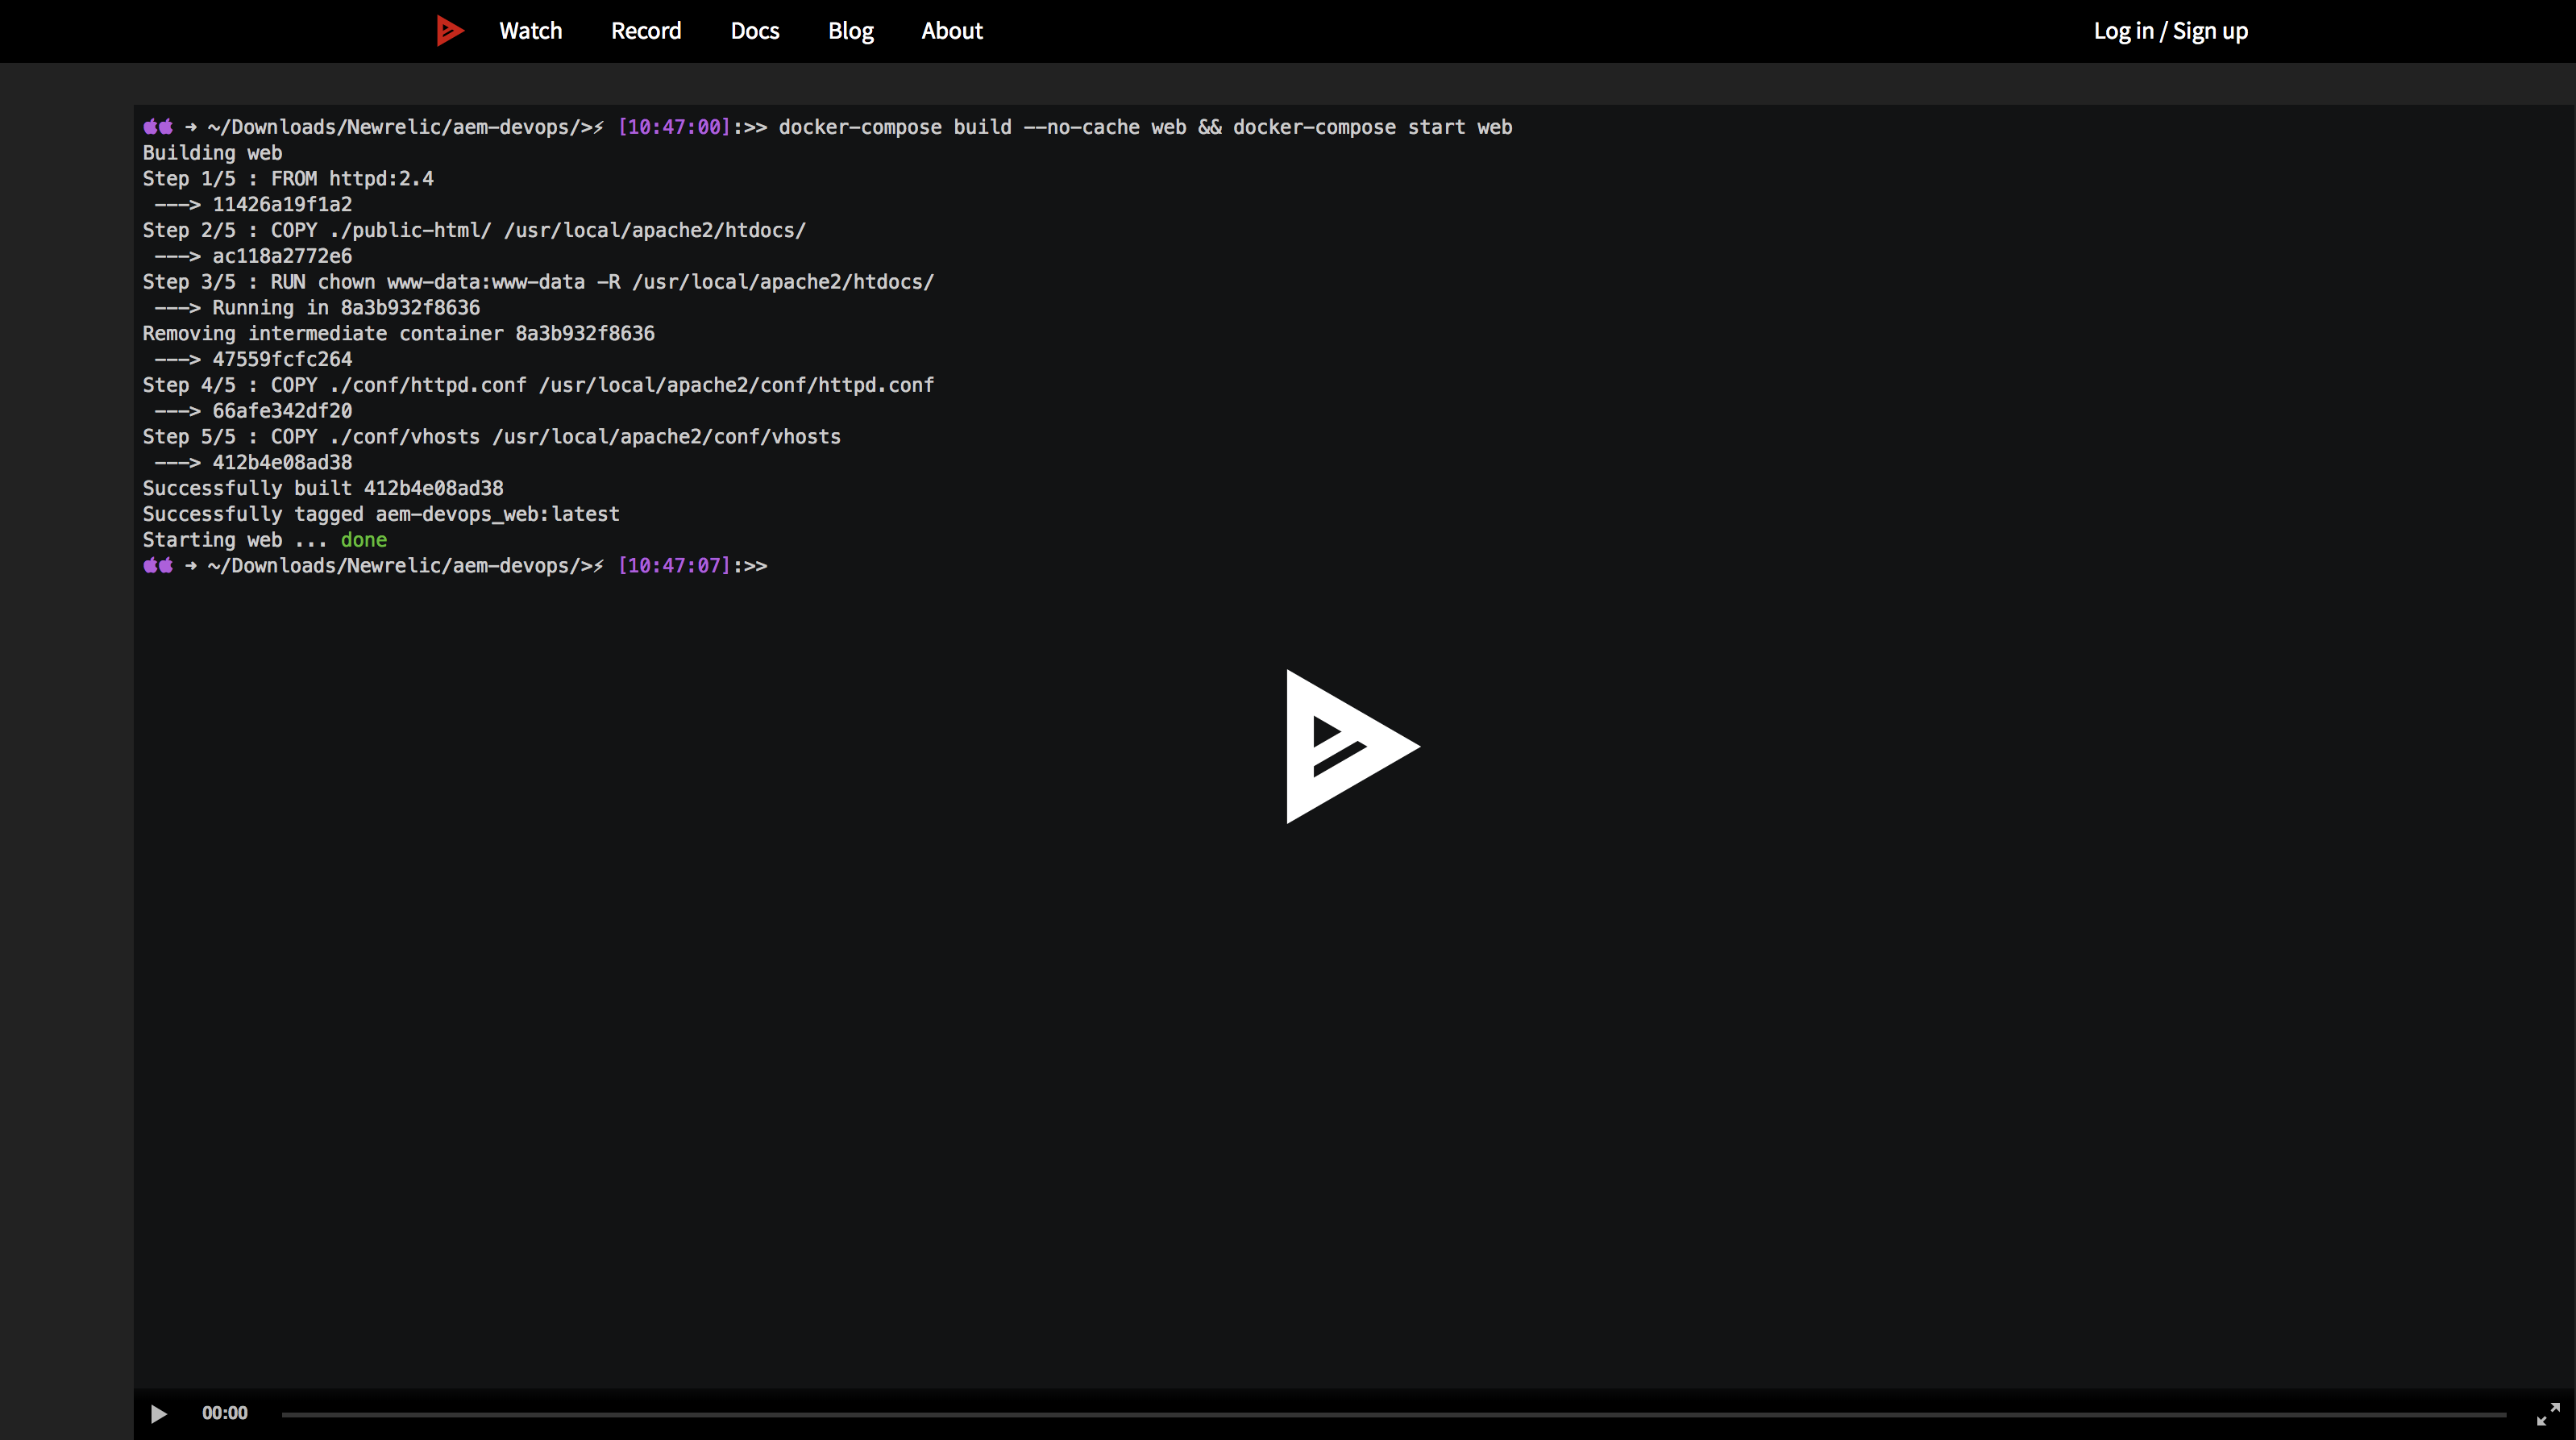 Watch Record Docs Blog About Log in / Sign up
➜ ~/Downloads/Newrelic/aem-devops/>⚡ [10:47:00]:>> docker-compose build --no-cache web && docker-compose start web
Building web
Step 1/5 : FROM httpd:2.4
---> 11426a19f1a2
Step 2/5 : COPY ./public-html/ /usr/local/apache2/htdocs/
---> ac118a2772e6
Step 3/5 : RUN chown www-data:www-data -R /usr/local/apache2/htdocs/
---> Running in 8a3b932f8636
Removing intermediate container 8a3b932f8636
---> 47559fcfc264
Step 4/5 : COPY ./conf/httpd.conf /usr/local/apache2/conf/httpd.conf
---> 66afe342df20
Step 5/5 : COPY ./conf/vhosts /usr/local/apache2/conf/vhosts
---> 412b4e08ad38
Successfully built 412b4e08ad38
Successfully tagged aem-devops_web:latest
Starting web ... done
➜ ~/Downloads/Newrelic/aem-devops/>⚡ [10:47:07]:>>
00:00